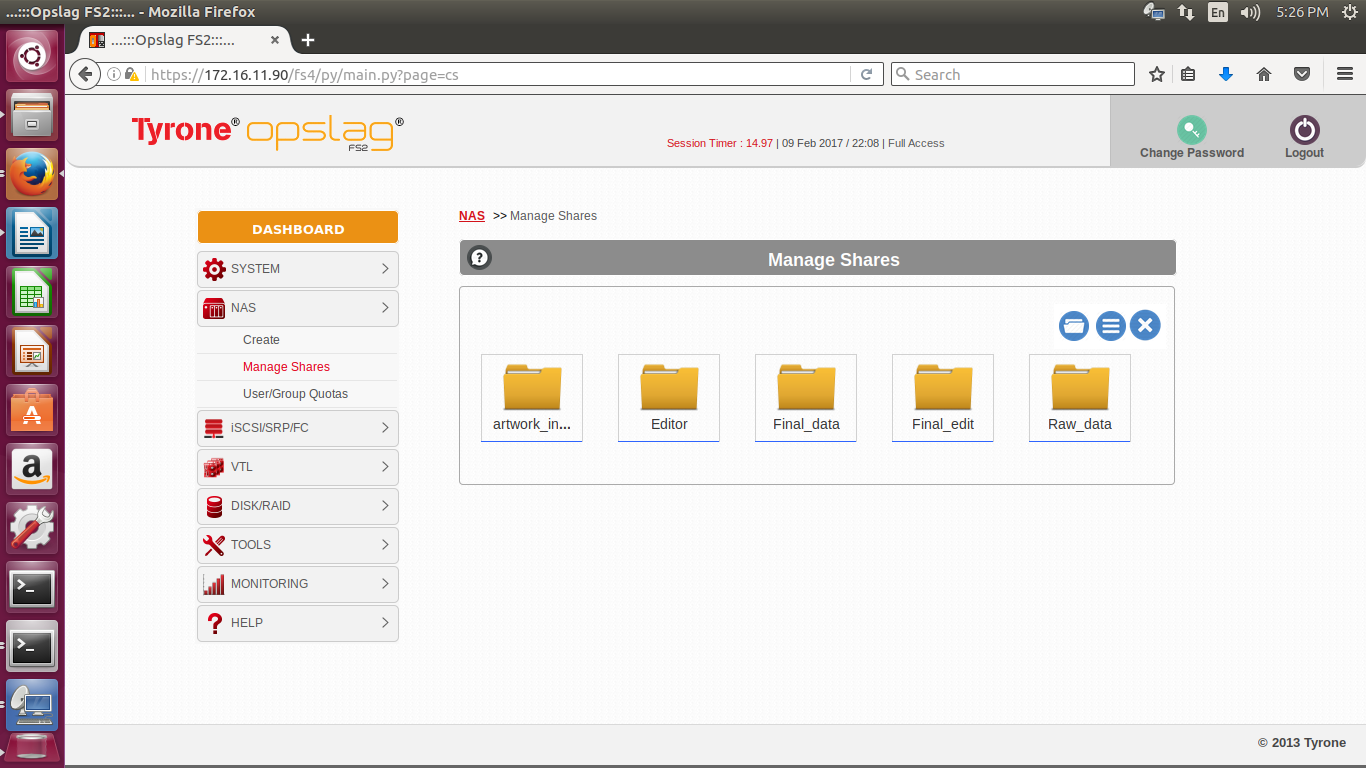 ...:::Opslag FS2:::... - Mozilla Firefox
En
5:26 PM
...:::Opslag FS2:::...
https://172.16.11.90/fs4/py/main.py?page=cs
Search
Tyrone® opslag® FS2
Session Timer : 14.97 | 09 Feb 2017 / 22:08 | Full Access
Change Password
Logout
DASHBOARD
SYSTEM
NAS
Create
Manage Shares
User/Group Quotas
iSCSI/SRP/FC
VTL
DISK/RAID
TOOLS
MONITORING
HELP
NAS >> Manage Shares
? Manage Shares
artwork_in...
Editor
Final_data
Final_edit
Raw_data
© 2013 Tyrone